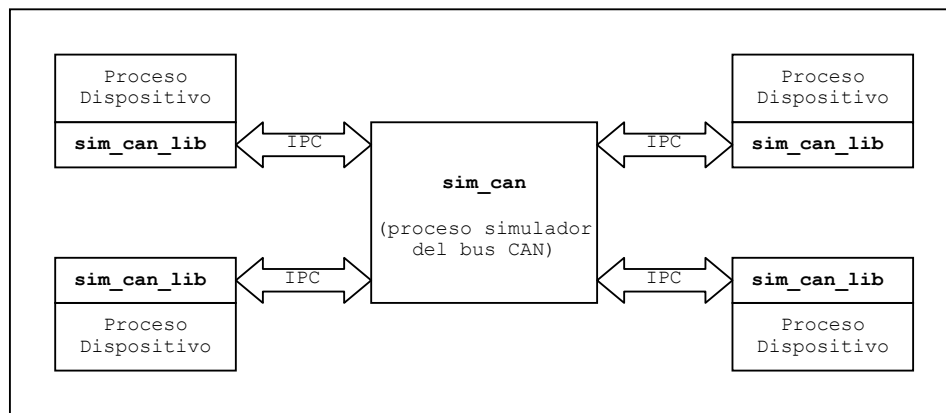 Proceso
Dispositivo
sim_can_lib
IPC
Proceso
Dispositivo
sim_can_lib
IPC
sim_can
(proceso simulador
del bus CAN)
sim_can_lib
Proceso
Dispositivo
IPC
sim_can_lib
Proceso
Dispositivo
IPC